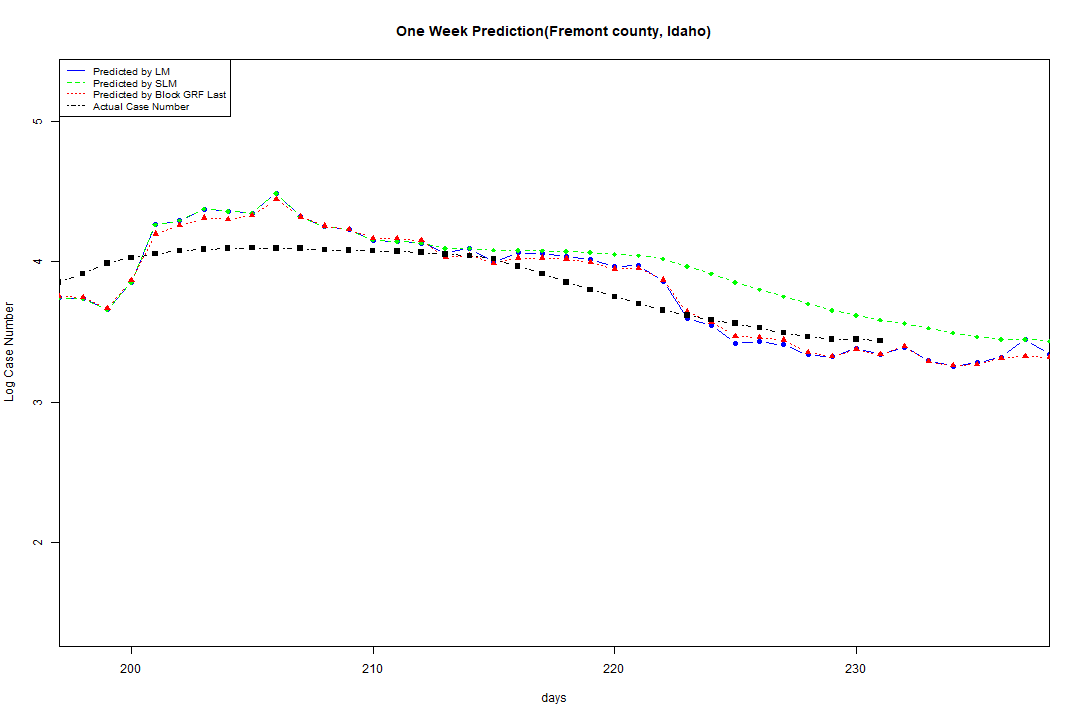 One Week Prediction(Fremont county, Idaho)
Predicted by LM
Predicted by SLM
Predicted by Block GRF Last
Actual Case Number
5
4
3
2
Log Case Number
200 210 220 230
days